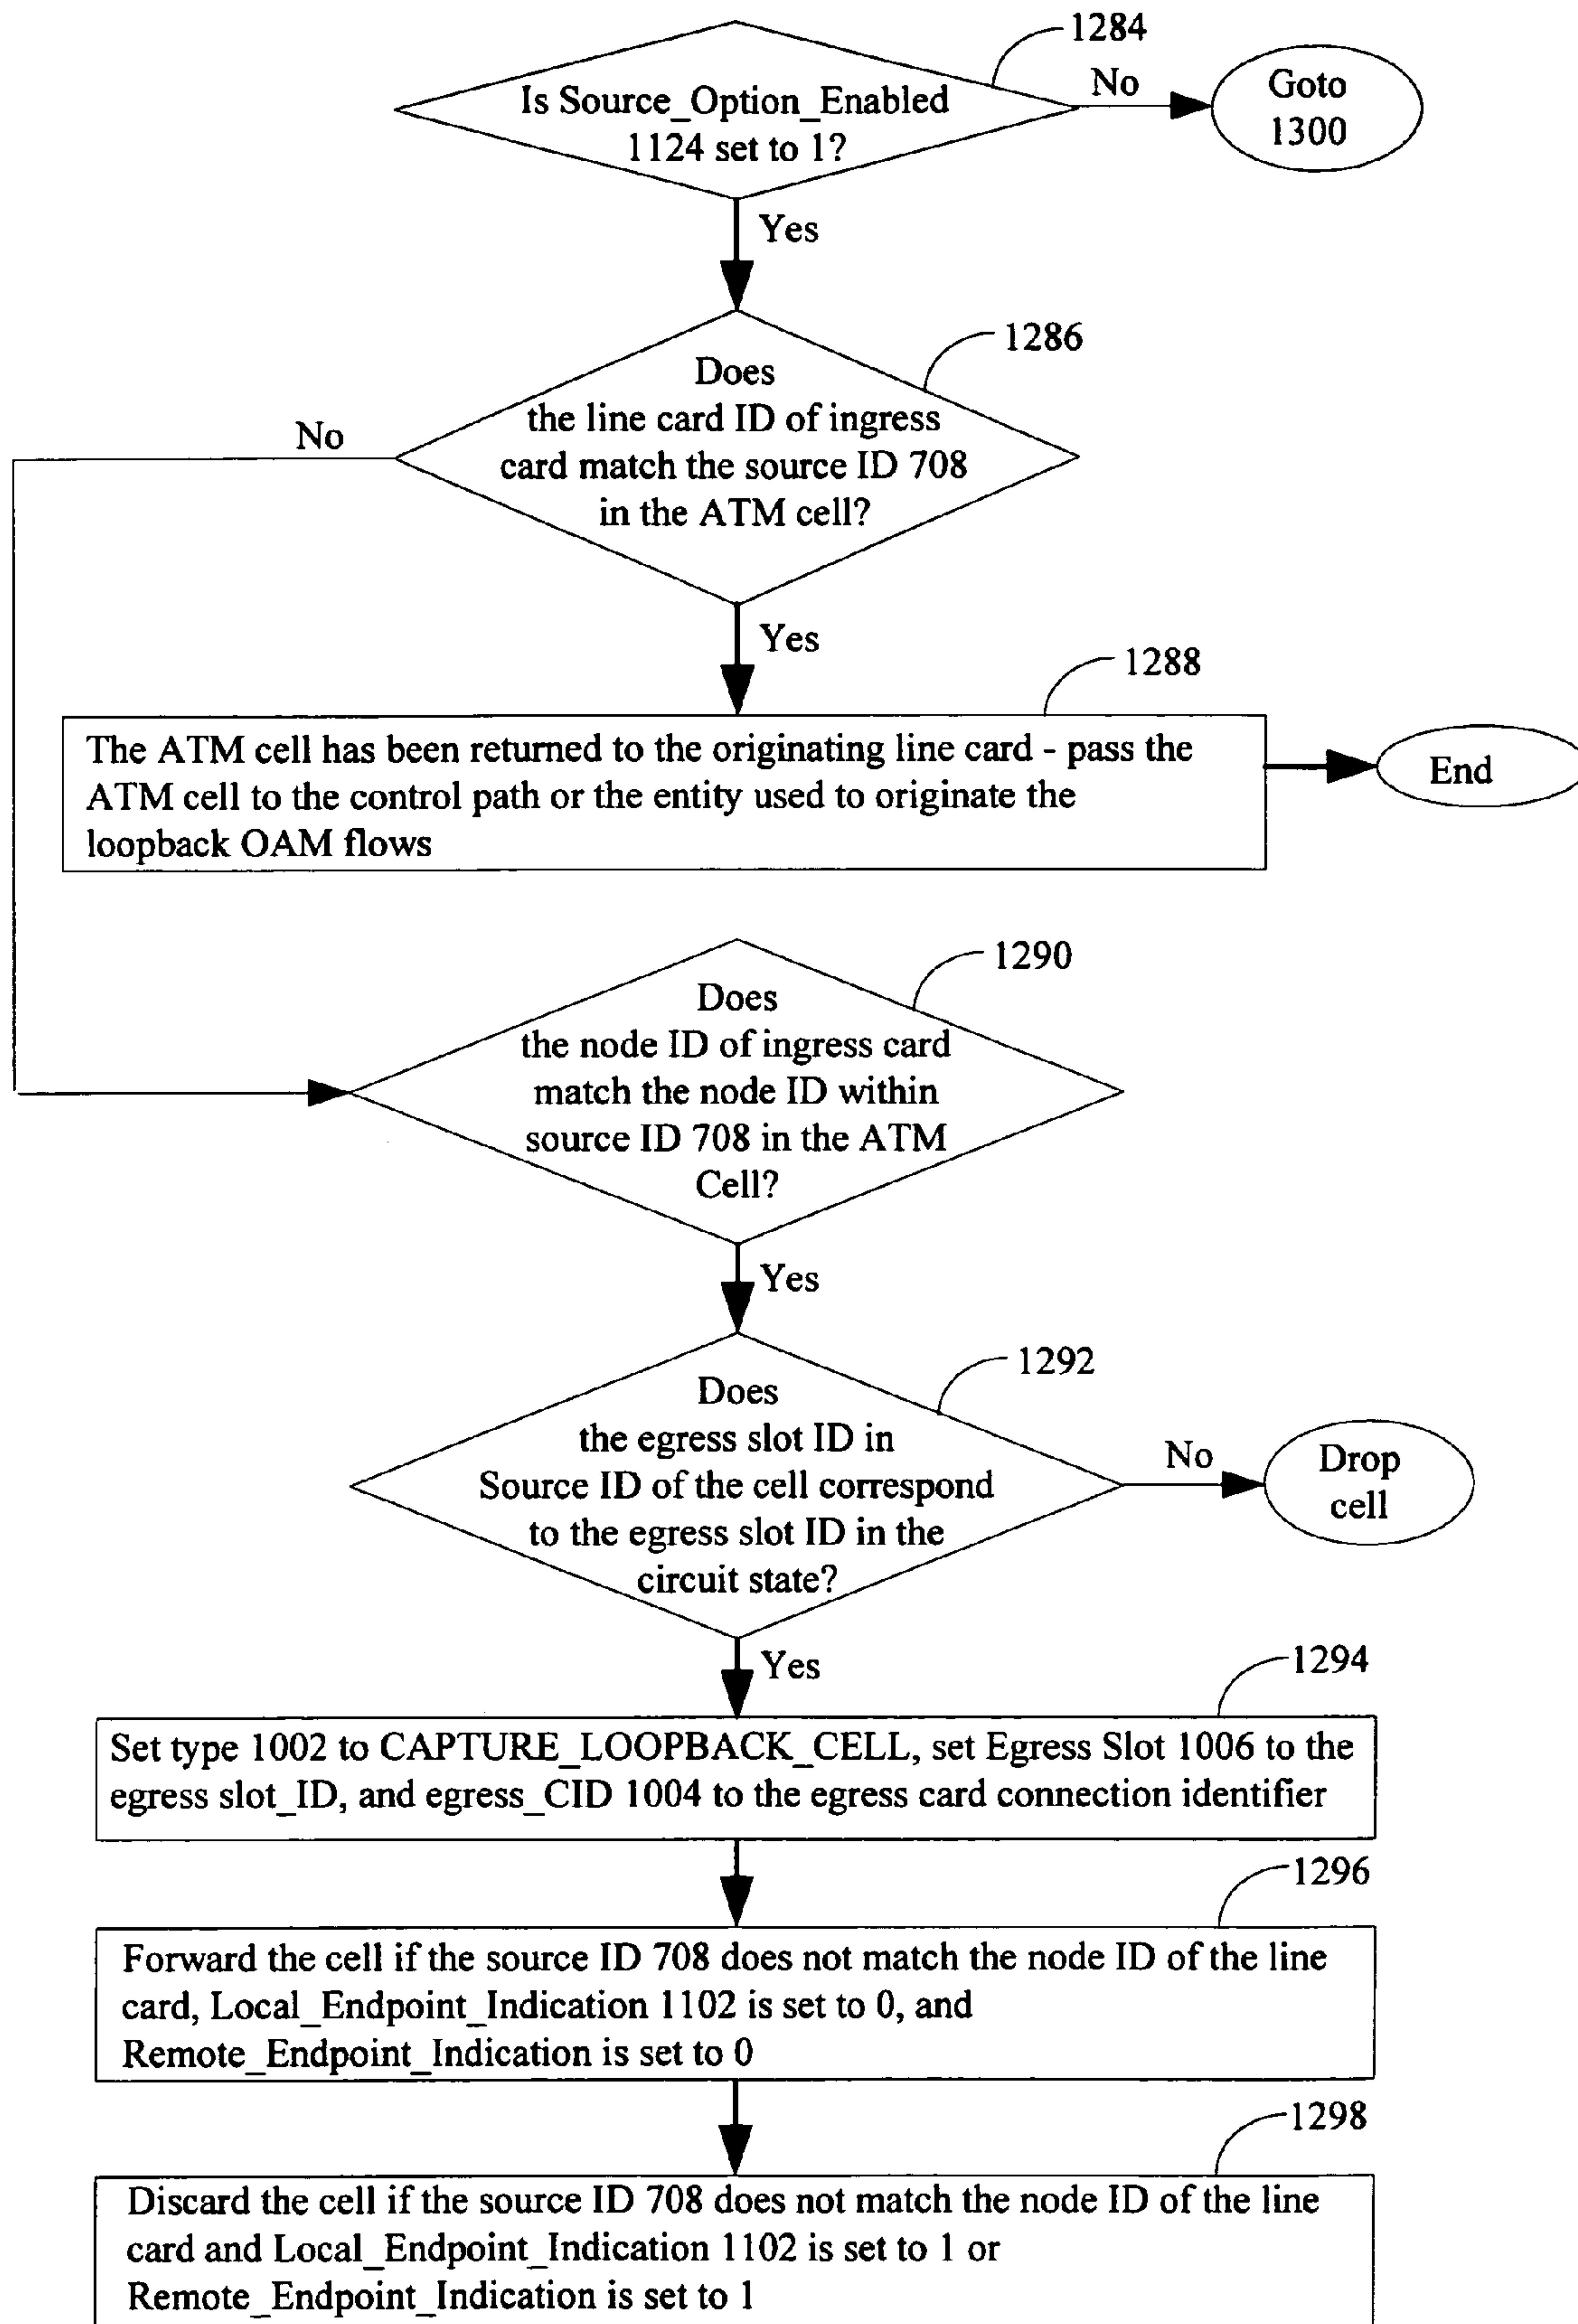 1284
Is Source_Option_Enabled
1124 set to 1?
No
Goto
1300
Yes
1286
Does
the line card ID of ingress
card match the source ID 708
in the ATM cell?
No
Yes
1288
The ATM cell has been returned to the originating line card - pass the
ATM cell to the control path or the entity used to originate the
loopback OAM flows
End
1290
Does
the node ID of ingress card
match the node ID within
source ID 708 in the ATM
Cell?
Yes
1292
Does
the egress slot ID in
Source ID of the cell correspond
to the egress slot ID in the
circuit state?
No
Drop
cell
Yes
1294
Set type 1002 to CAPTURE_LOOPBACK_CELL, set Egress Slot 1006 to the
egress slot_ID, and egress_CID 1004 to the egress card connection identifier
1296
Forward the cell if the source ID 708 does not match the node ID of the line
card, Local_Endpoint_Indication 1102 is set to 0, and
Remote_Endpoint_Indication is set to 0
1298
Discard the cell if the source ID 708 does not match the node ID of the line
card and Local_Endpoint_Indication 1102 is set to 1 or
Remote_Endpoint_Indication is set to 1